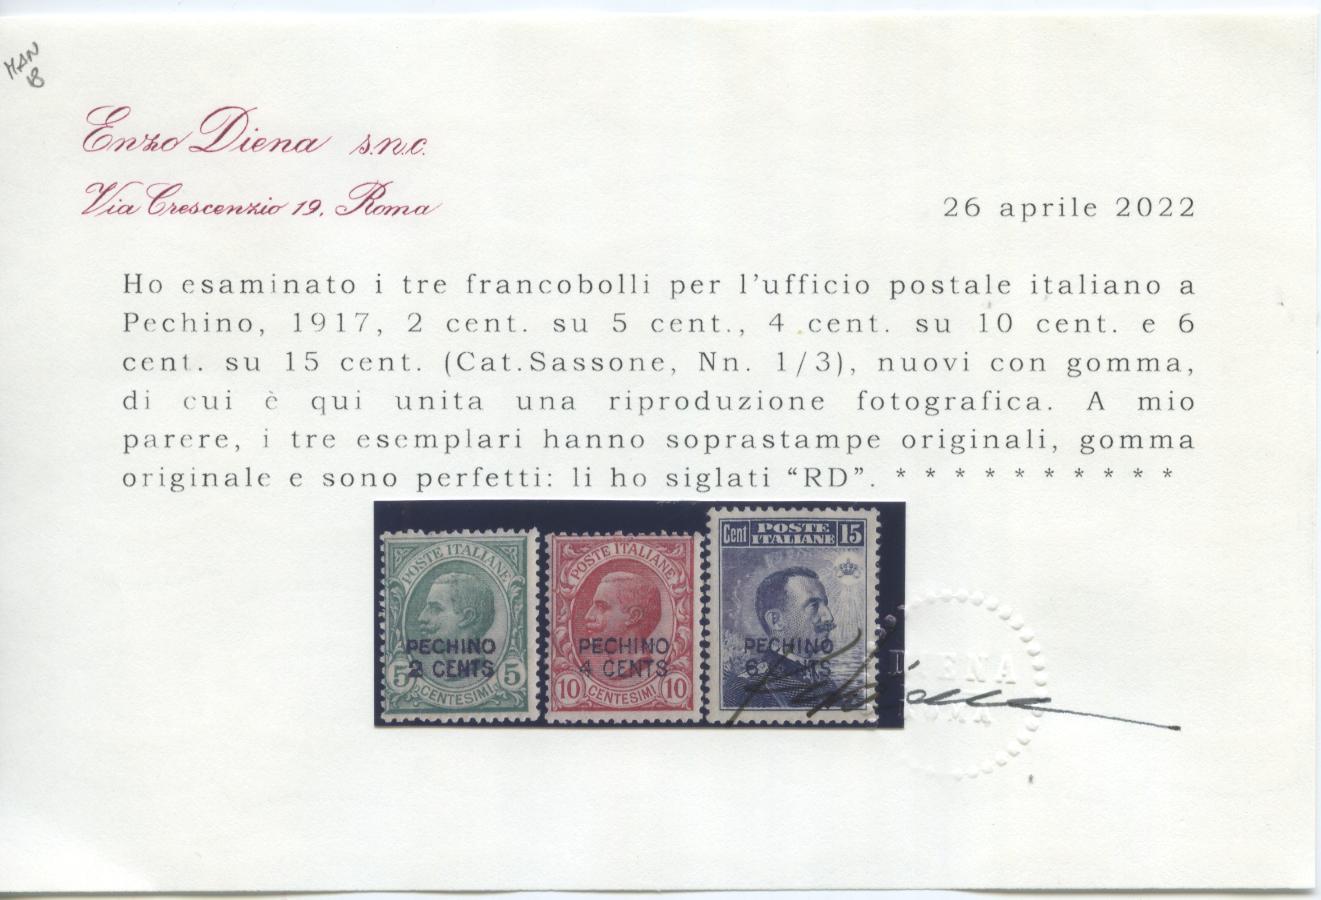 MAN
18
Enzo Diena s.n.c.
Via Crescenzio 19. Roma
26 aprile 2022
Ho esaminato i tre francobolli per l'ufficio postale italiano a
Pechino, 1917, 2 cent. su 5 cent., 4 cent. su 10 cent. e 6
cent. su 15 cent. (Cat.Sassone, Nn. 1/3), nuovi con gomma,
di cui è qui unita una riproduzione fotografica. A mio
parere, i tre esemplari hanno soprastampe originali, gomma
originale e sono perfetti: li ho siglati “RD”. * * * * * * * * * *
POSTE ITALIANE
PECHINO
2 CENTS
5 CENTESIMI 5
POSTE ITALIANE
PECHINO
4 CENTS
10 CENTESIMI 10
Cent POSTE ITALIANE 15
PECHINO
6